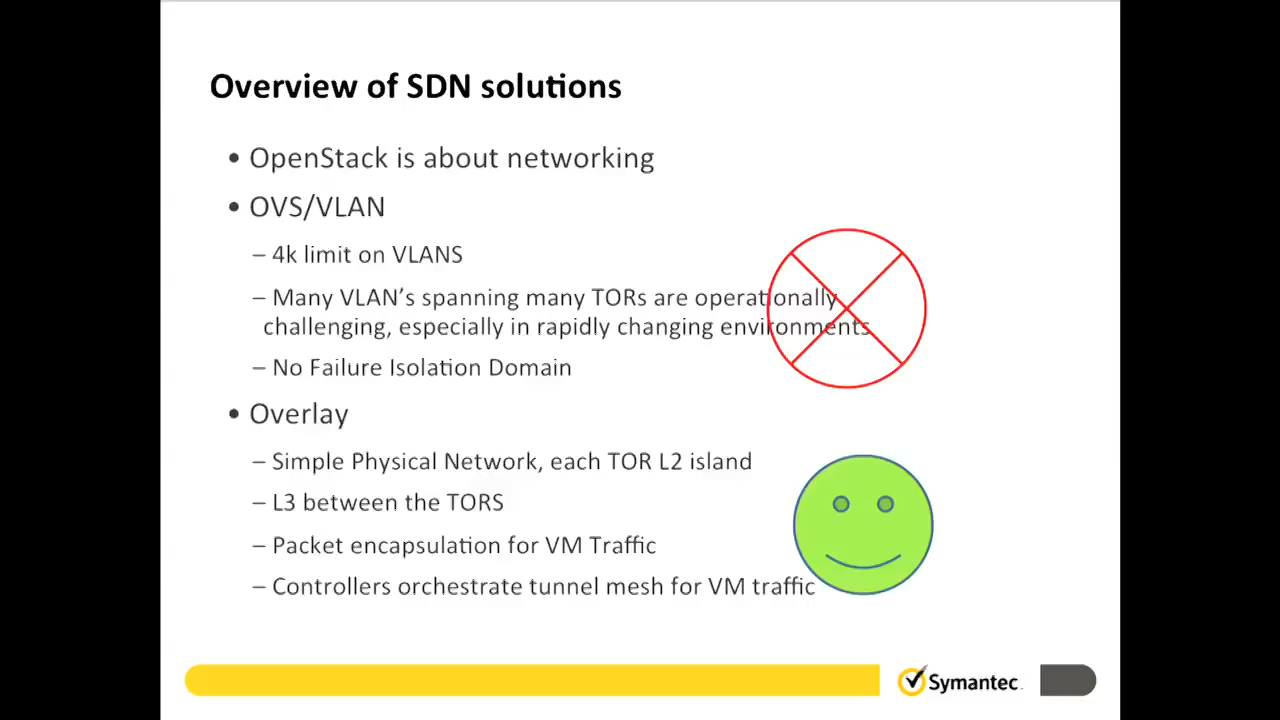 Overview of SDN solutions
• OpenStack is about networking
• OVS/VLAN
– 4k limit on VLANS
– Many VLAN’s spanning many TORs are operationally
challenging, especially in rapidly changing environments
– No Failure Isolation Domain
• Overlay
– Simple Physical Network, each TOR L2 island
– L3 between the TORS
– Packet encapsulation for VM Traffic
– Controllers orchestrate tunnel mesh for VM traffic
Symantec